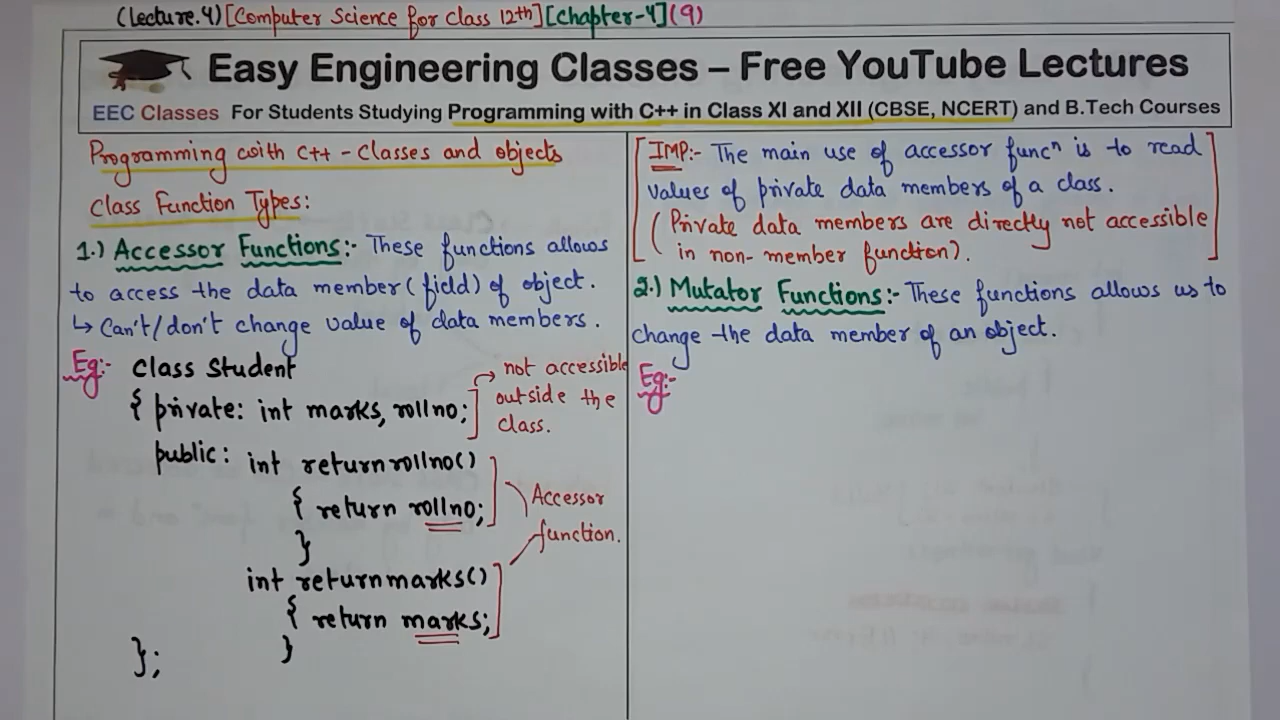 (Lecture.4) [Computer Science for class 12th] [Chapter-4] (9)
Easy Engineering Classes – Free YouTube Lectures
EEC Classes For Students Studying Programming with C++ in Class XI and XII (CBSE, NCERT) and B.Tech Courses
Programming with C++ - Classes and objects
Class Function Types:
1.) Accessor Functions:- These functions allows
to access the data member (field) of object.
↳ Can't/don't change value of data members.
Eg:- Class Student
{ private: int marks, rollno;
not accessible
outside the
class.
public: int returnrollno()
{ return rollno;
}
int returnmarks()
{ return marks;
}
};
Accessor
function.
[IMP:- The main use of accessor funcⁿ is to read
values of private data members of a class.
(Private data members are directly not accessible
in non-member function).]
2.) Mutator Functions:- These functions allows us to
change the data member of an object.
Eg:-